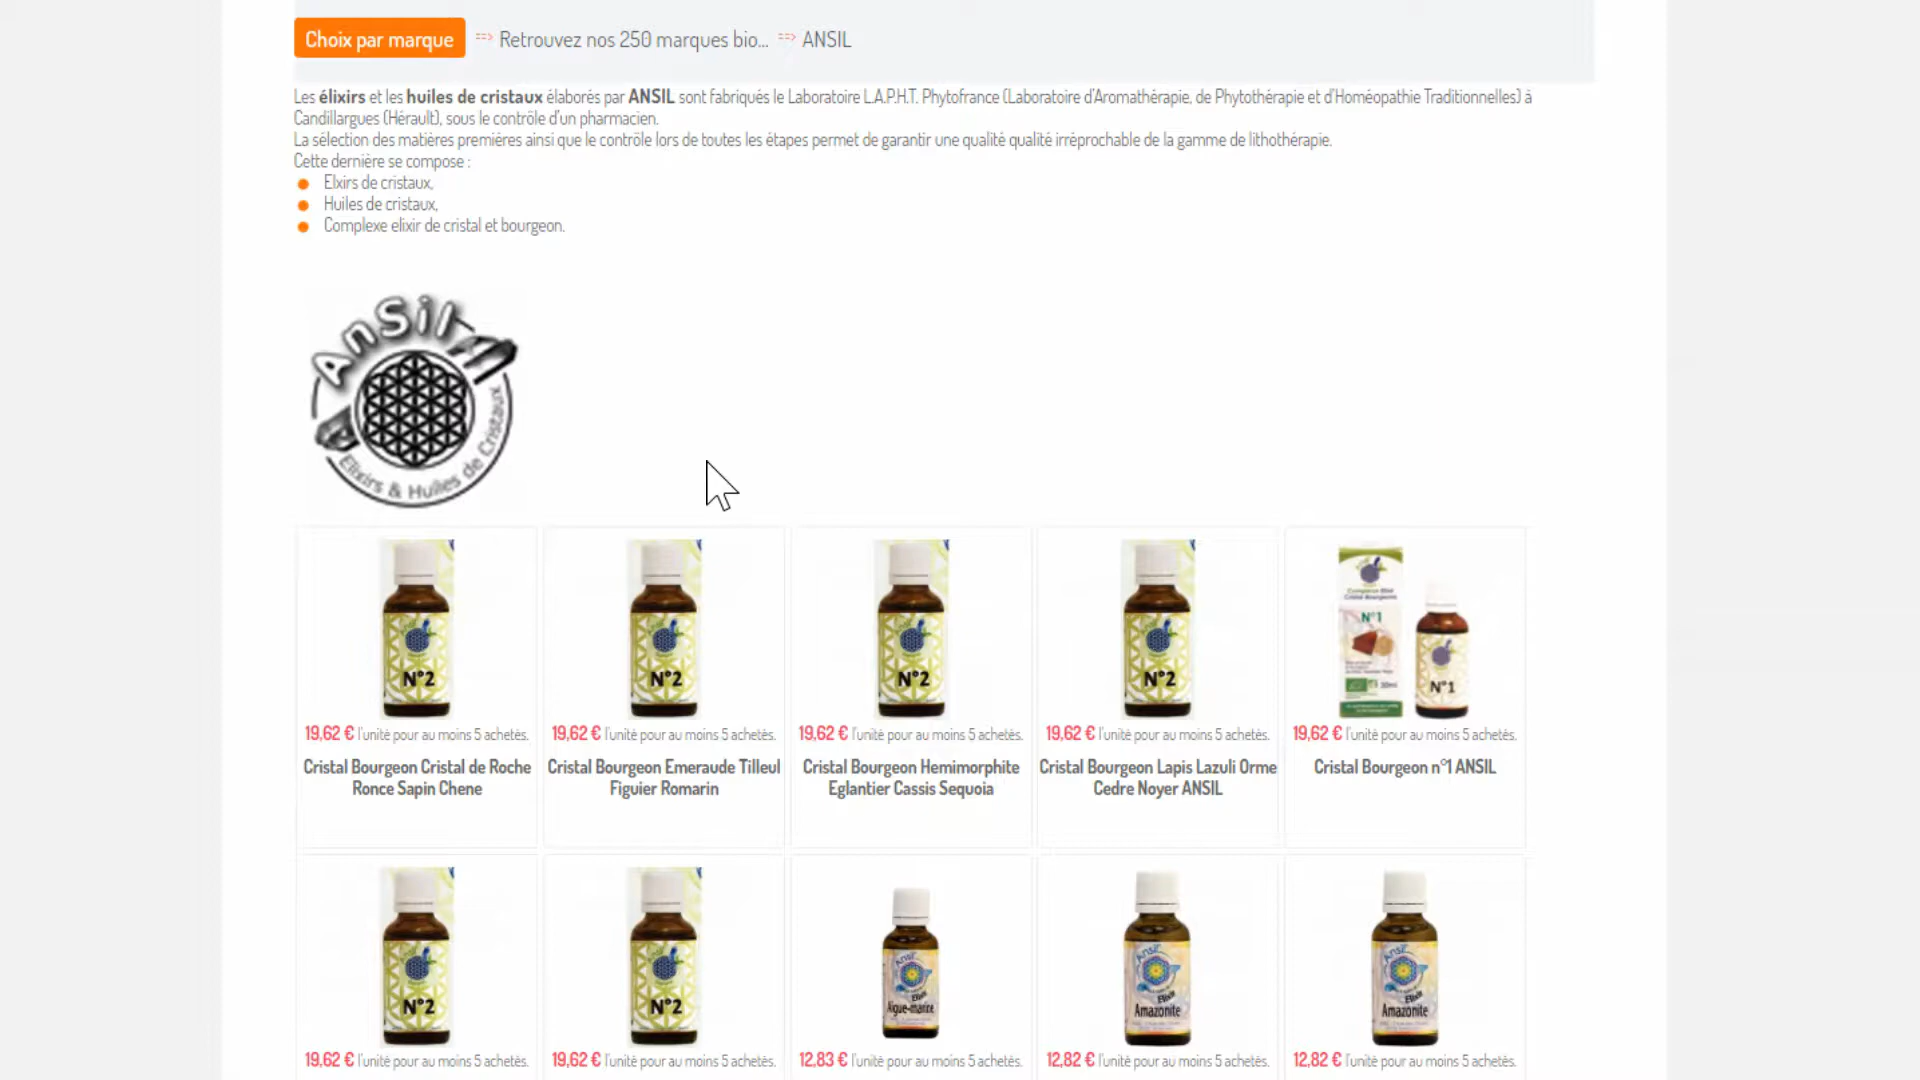 Choix par marque ==> Retrouvez nos 250 marques bio... ==> ANSIL
Les élixirs et les huiles de cristaux élaborés par ANSIL sont fabriqués le Laboratoire L.A.P.H.T. Phytofrance (Laboratoire d'Aromathérapie, de Phytothérapie et d'Homéopathie Traditionnelles) à
Candillargues (Hérault), sous le contrôle d'un pharmacien.
La sélection des matières premières ainsi que le contrôle lors de toutes les étapes permet de garantir une qualité qualité irréprochable de la gamme de lithothérapie.
Cette dernière se compose :
Elxirs de cristaux,
Huiles de cristaux,
Complexe elixir de cristal et bourgeon.
AnSil
Elixirs & Huiles de Cristaux
N°2
N°2
N°2
N°2
N°1
N°1
19,62 € l'unité pour au moins 5 achetés.
19,62 € l'unité pour au moins 5 achetés.
19,62 € l'unité pour au moins 5 achetés.
19,62 € l'unité pour au moins 5 achetés.
19,62 € l'unité pour au moins 5 achetés.
Cristal Bourgeon Cristal de Roche
Ronce Sapin Chene
Cristal Bourgeon Emeraude Tilleul
Figuier Romarin
Cristal Bourgeon Hemimorphite
Eglantier Cassis Sequoia
Cristal Bourgeon Lapis Lazuli Orme
Cedre Noyer ANSIL
Cristal Bourgeon n°1 ANSIL
N°2
N°2
AnSil
Elixir
Aigue-marine
AnSil
Elixir
Amazonite
AnSil
Elixir
Amazonite
19,62 € l'unité pour au moins 5 achetés.
19,62 € l'unité pour au moins 5 achetés.
12,83 € l'unité pour au moins 5 achetés.
12,82 € l'unité pour au moins 5 achetés.
12,82 € l'unité pour au moins 5 achetés.